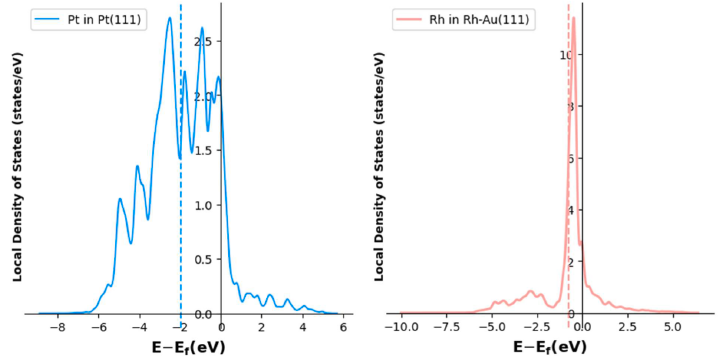 Pt in Pt(111)
Local Density of States (states/eV)
2.5
2.0
1.5
1.0
0.5
0.0
−8 −6 −4 −2 0 2 4 6
E−Ef(eV)
Rh in Rh-Au(111)
Local Density of States (states/eV)
10
8
6
4
2
0
−10.0 −7.5 −5.0 −2.5 0.0 2.5 5.0
E−Ef(eV)